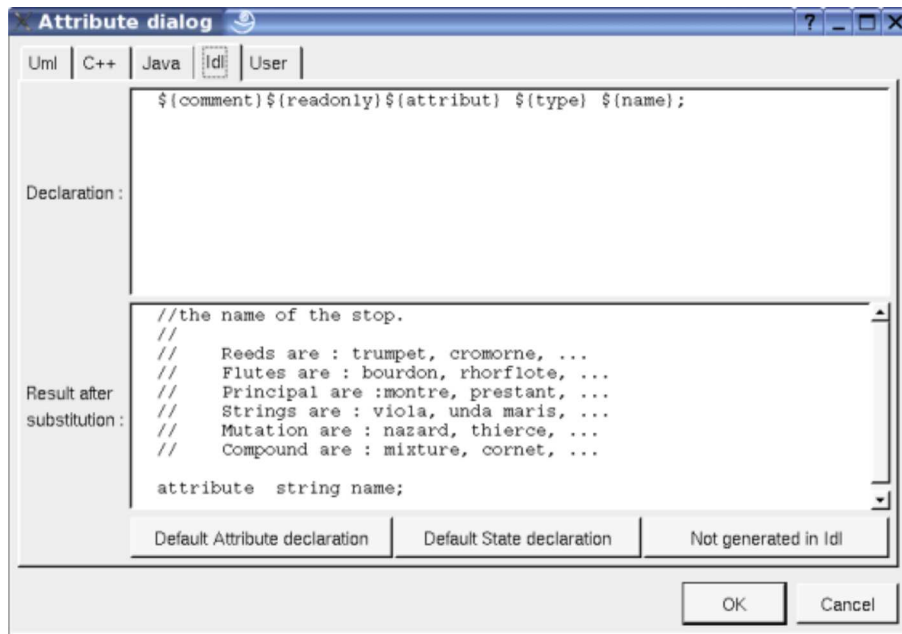 Attribute dialog
?
Uml C++ Java Idl User
Declaration :
${comment}${readonly}${attribut} ${type} ${name};
Result after
substitution :
//the name of the stop.
//
// Reeds are : trumpet, cromorne, ...
// Flutes are : bourdon, rhorflote, ...
// Principal are :montre, prestant, ...
// Strings are : viola, unda maris, ...
// Mutation are : nazard, thierce, ...
// Compound are : mixture, cornet, ...
attribute string name;
Default Attribute declaration Default State declaration Not generated in Idl
OK Cancel